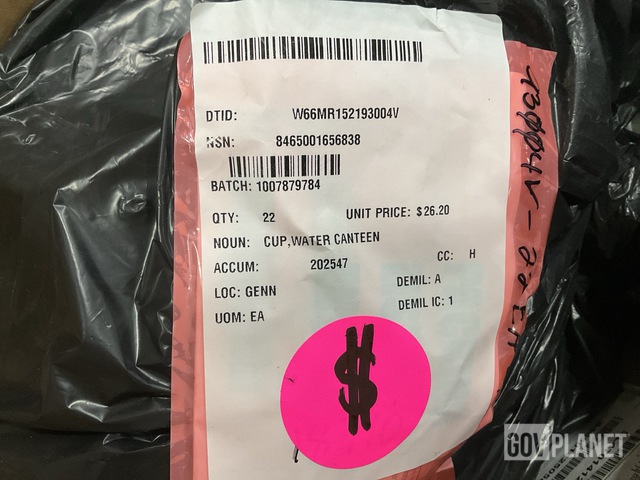 DTID: W66MR152193004V
NSN: 8465001656838
BATCH: 1007879784
QTY: 22 UNIT PRICE: $26.20
NOUN: CUP,WATER CANTEEN
ACCUM: 202547 CC: H
LOC: GENN DEMIL: A
UOM: EA DEMIL IC: 1
$
GOVPLANET